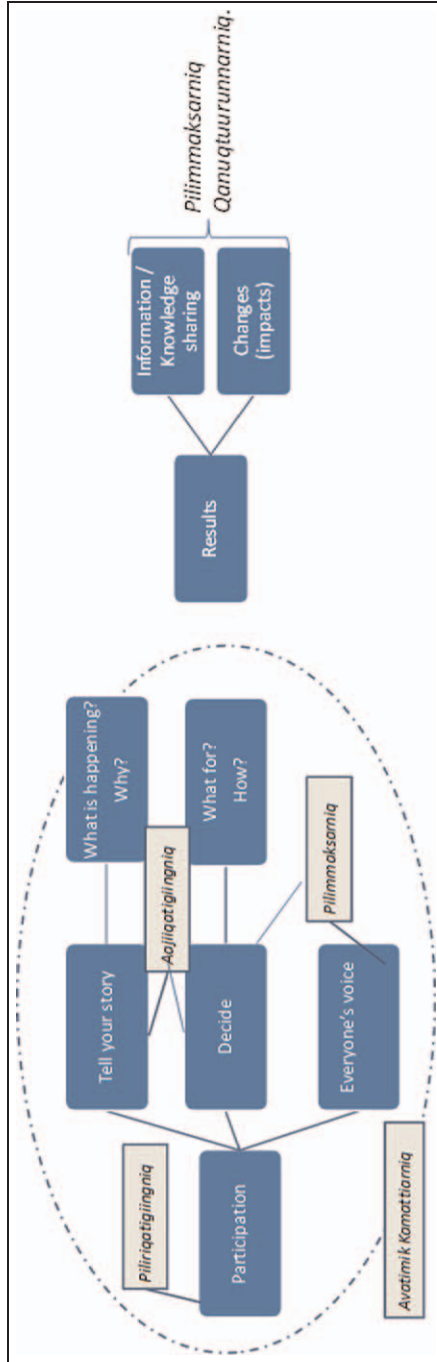 Piliriqatigiingniq
Participation
Avatimik Kamattiarniq
Tell your story
Aajiiqatigiingniq
Decide
Everyone's voice
Pilimmaksarniq
What is happening?
Why?
What for?
How?
Results
Information /
Knowledge
sharing
Changes
(impacts)
Pilimmaksarniq
Qanuqtuurunnarniq.